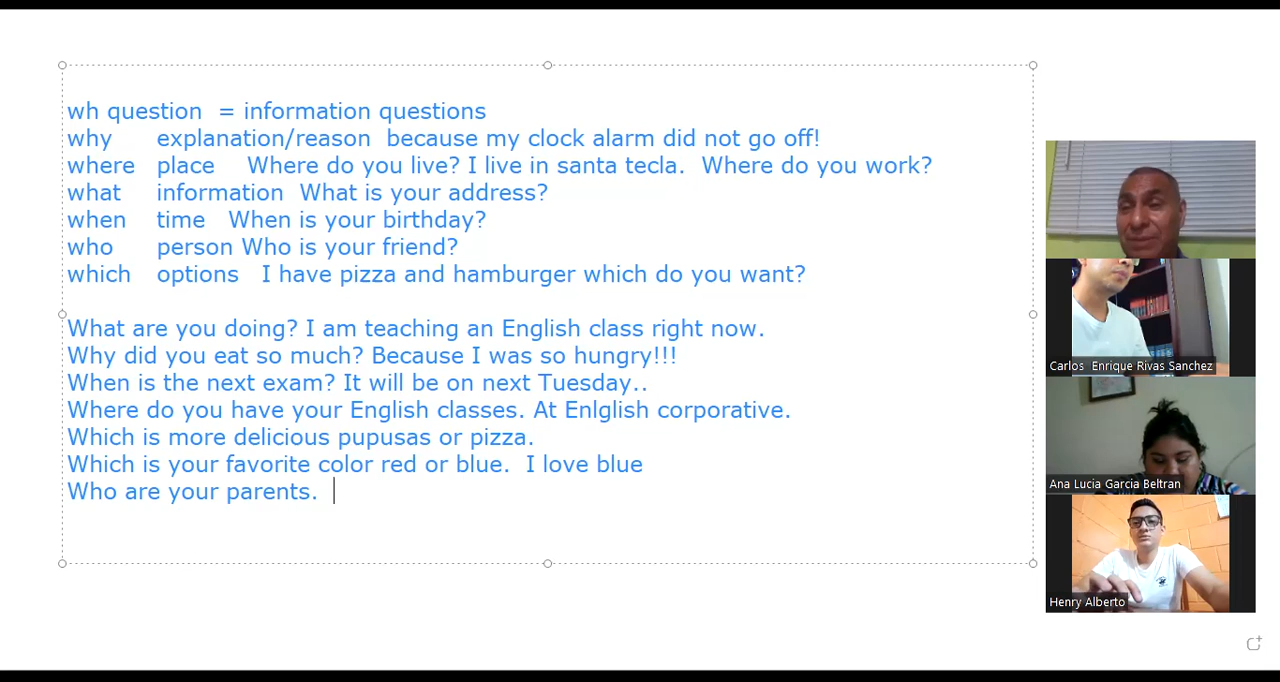 wh question = information questions
why explanation/reason because my clock alarm did not go off!
where place Where do you live? I live in santa tecla. Where do you work?
what information What is your address?
when time When is your birthday?
who person Who is your friend?
which options I have pizza and hamburger which do you want?
What are you doing? I am teaching an English class right now.
Why did you eat so much? Because I was so hungry!!!
When is the next exam? It will be on next Tuesday..
Where do you have your English classes. At Enlglish corporative.
Which is more delicious pupusas or pizza.
Which is your favorite color red or blue. I love blue
Who are your parents.
Carlos Enrique Rivas Sanchez
Ana Lucia Garcia Beltran
Henry Alberto